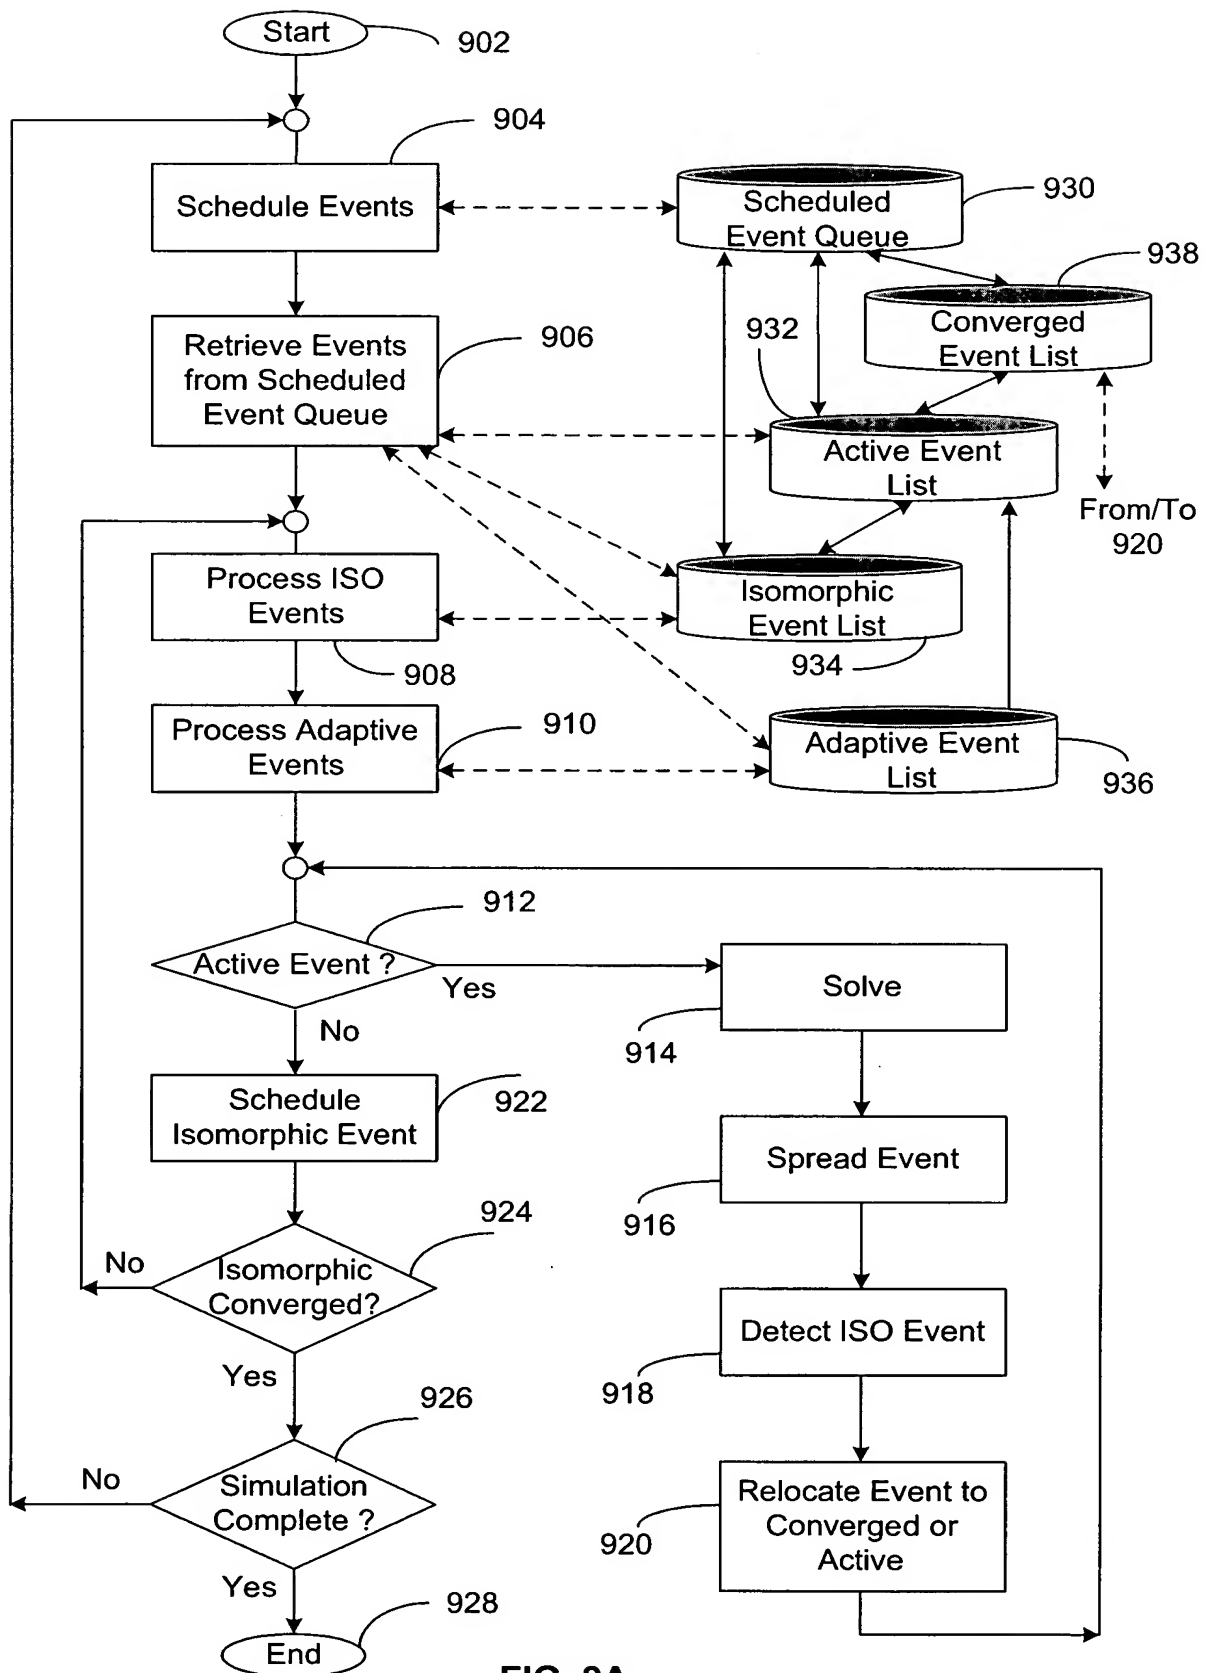 Start
902
904
Schedule Events
Scheduled
Event Queue
930
938
Converged
Event List
932
Retrieve Events
from Scheduled
Event Queue
906
Active Event
List
From/To
920
Process ISO
Events
908
Isomorphic
Event List
934
Process Adaptive
Events
910
Adaptive Event
List
936
912
Active Event ?
Yes
No
Solve
914
Schedule
Isomorphic Event
922
Spread Event
916
924
Isomorphic
Converged?
No
Yes
Detect ISO Event
918
926
Simulation
Complete ?
No
Yes
Relocate Event to
Converged or
Active
920
928
End
FIG. 9A